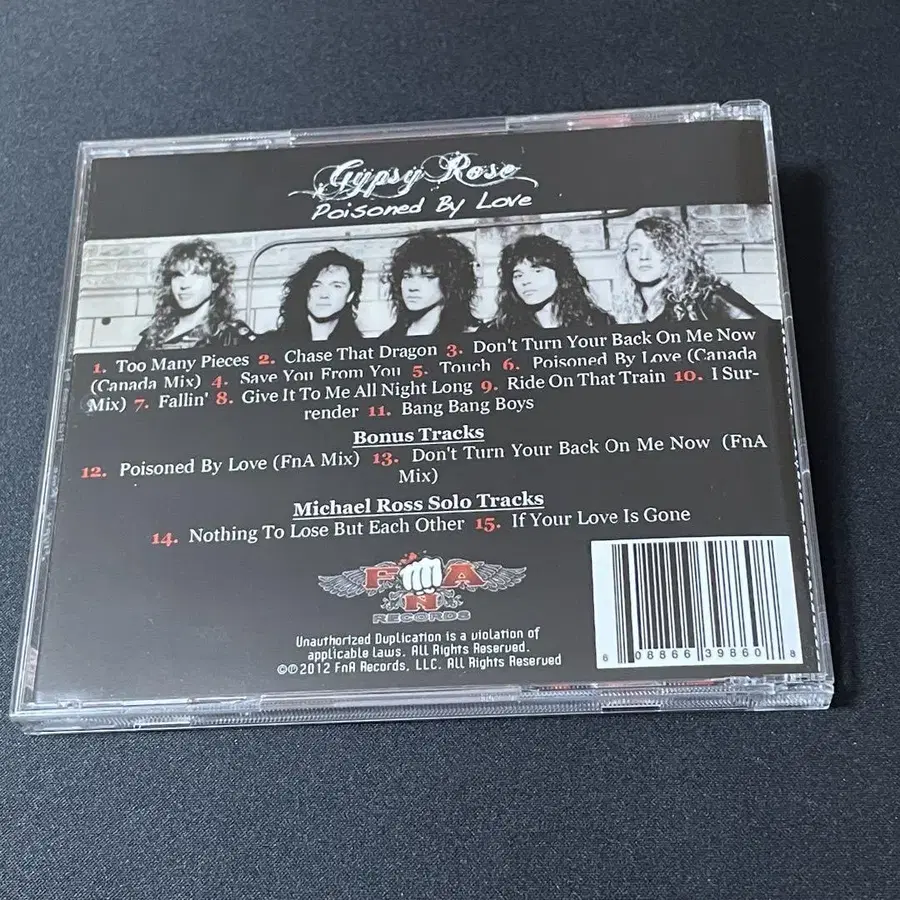 Gypsy Rose
Poisoned By Love
1. Too Many Pieces 2. Chase That Dragon 3. Don't Turn Your Back On Me Now
(Canada Mix) 4. Save You From You 5. Touch 6. Poisoned By Love (Canada
Mix) 7. Fallin' 8. Give It To Me All Night Long 9. Ride On That Train 10. I Sur-
render 11. Bang Bang Boys
Bonus Tracks
12. Poisoned By Love (FnA Mix) 13. Don't Turn Your Back On Me Now (FnA
Mix)
Michael Ross Solo Tracks
14. Nothing To Lose But Each Other 15. If Your Love Is Gone
F N A
RECORDS
Unauthorized Duplication is a violation of
applicable laws. All Rights Reserved.
©℗2012 FnA Records, LLC. All Rights Reserved
6 08866 39860 8